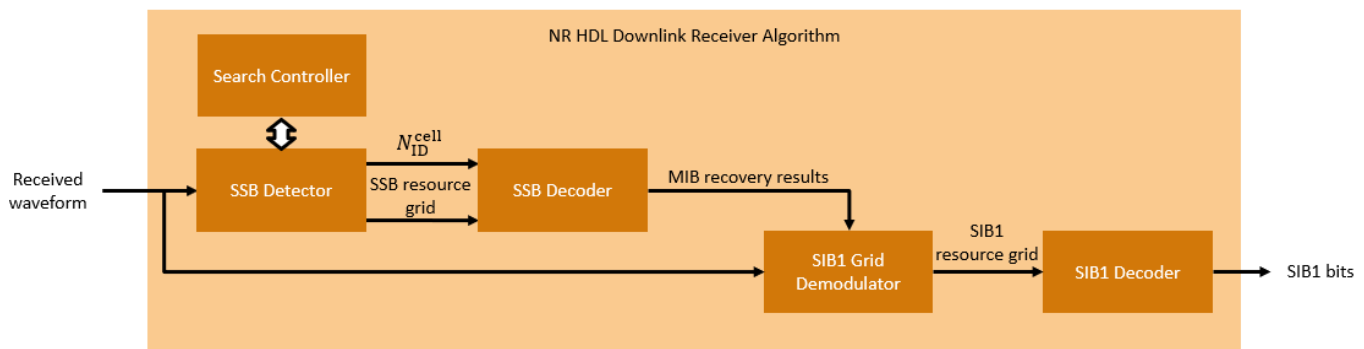 NR HDL Downlink Receiver Algorithm
Search Controller
Received
waveform
SSB Detector
N_ID^cell
SSB resource
grid
SSB Decoder
MIB recovery results
SIB1 Grid
Demodulator
SIB1
resource grid
SIB1 Decoder
SIB1 bits